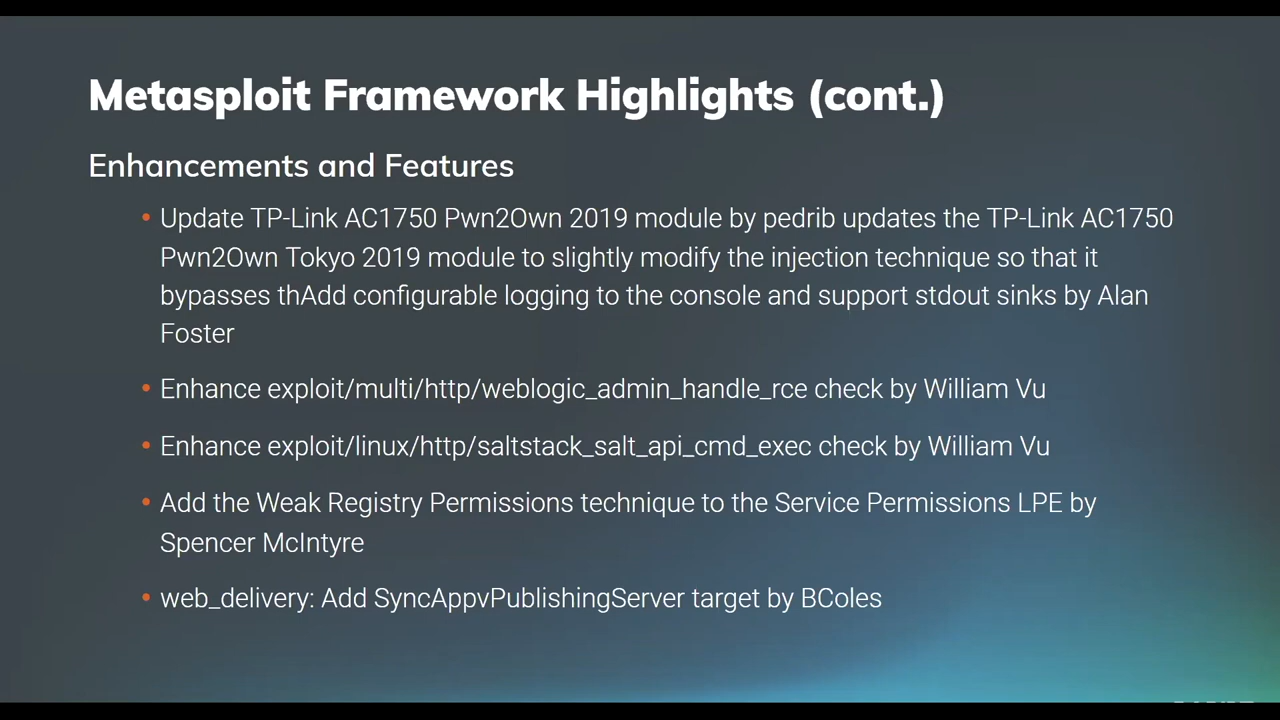 Metasploit Framework Highlights (cont.)
Enhancements and Features
• Update TP-Link AC1750 Pwn2Own 2019 module by pedrib updates the TP-Link AC1750
Pwn2Own Tokyo 2019 module to slightly modify the injection technique so that it
bypasses thAdd configurable logging to the console and support stdout sinks by Alan
Foster
• Enhance exploit/multi/http/weblogic_admin_handle_rce check by William Vu
• Enhance exploit/linux/http/saltstack_salt_api_cmd_exec check by William Vu
• Add the Weak Registry Permissions technique to the Service Permissions LPE by
Spencer McIntyre
• web_delivery: Add SyncAppvPublishingServer target by BColes